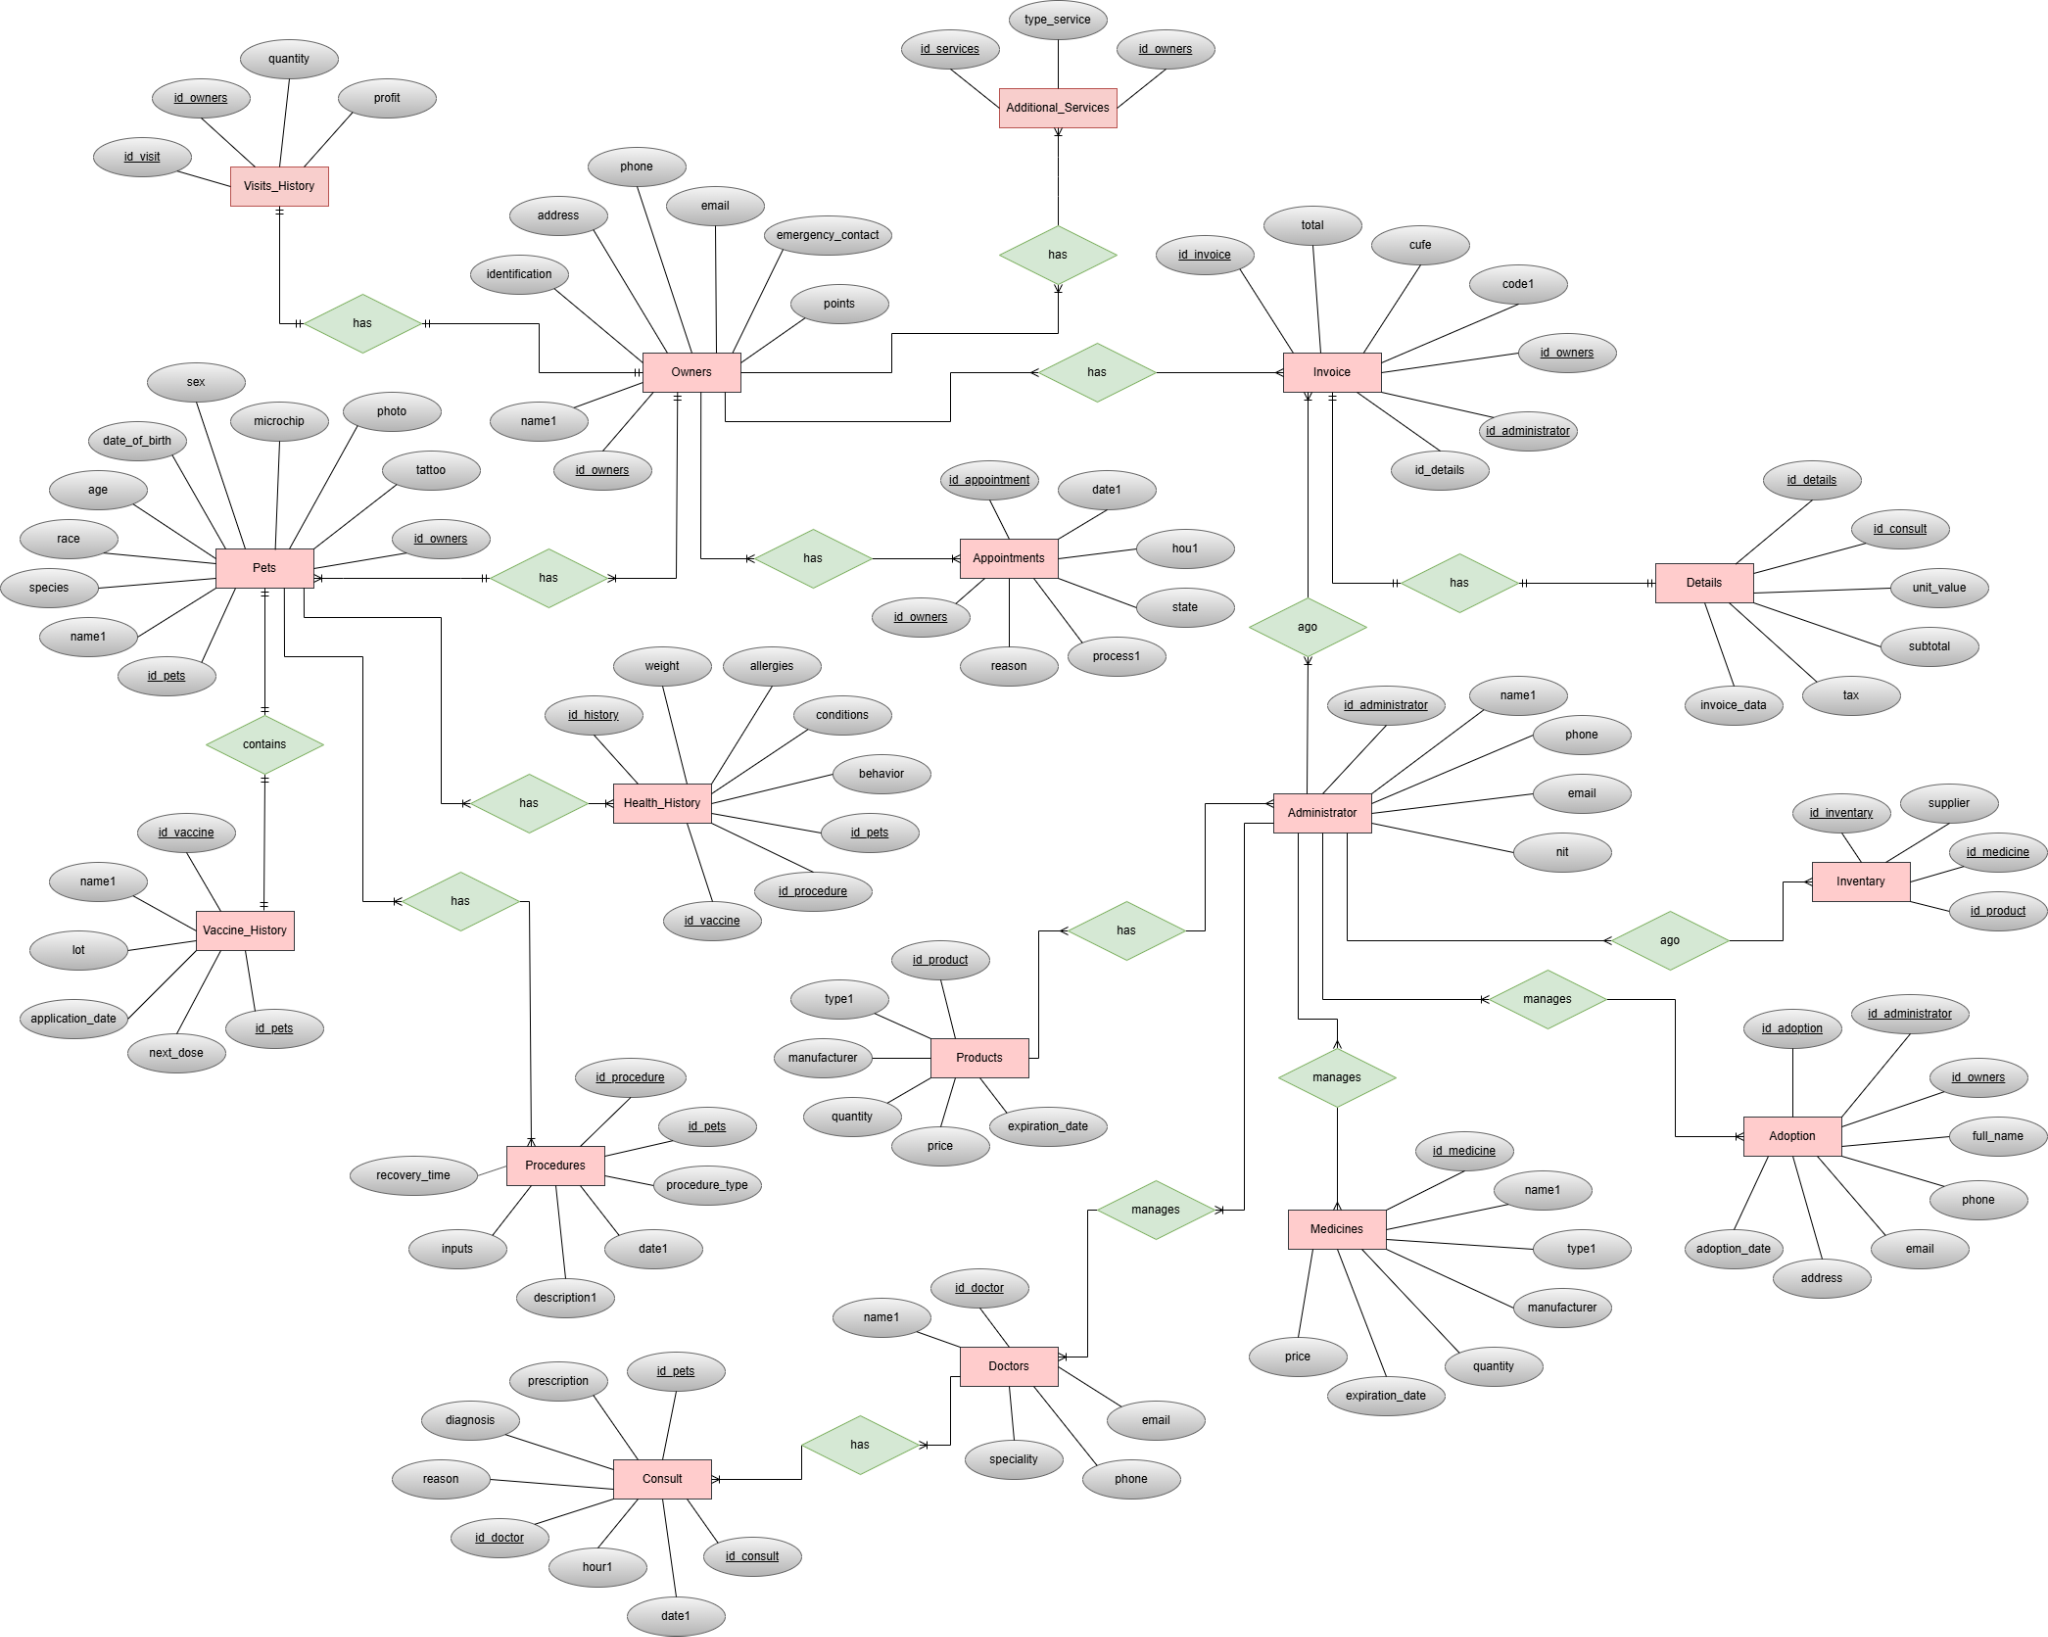 type_service
id_services
id_owners
Additional_Services
quantity
id_owners
profit
id_visit
Visits_History
has
phone
address
email
emergency_contact
identification
points
Owners
name1
id_owners
has
total
id_invoice
cufe
code1
id_owners
Invoice
id_administrator
id_details
has
has
sex
microchip
photo
date_of_birth
tattoo
age
race
id_owners
Pets
species
name1
id_pets
has
has
id_appointment
date1
hou1
Appointments
state
id_owners
reason
process1
id_details
id_consult
has
Details
unit_value
subtotal
invoice_data
tax
ago
contains
weight
allergies
id_history
conditions
behavior
has
Health_History
id_pets
id_procedure
id_vaccine
id_administrator
name1
phone
email
Administrator
nit
id_inventary
supplier
id_medicine
Inventary
id_product
ago
id_vaccine
name1
Vaccine_History
lot
application_date
id_pets
next_dose
has
has
id_product
type1
manufacturer
Products
quantity
price
expiration_date
manages
manages
id_adoption
id_administrator
id_owners
Adoption
full_name
phone
adoption_date
email
address
id_procedure
id_pets
Procedures
recovery_time
procedure_type
inputs
date1
description1
id_medicine
name1
Medicines
type1
manufacturer
price
quantity
expiration_date
manages
id_doctor
name1
Doctors
email
speciality
phone
has
id_pets
prescription
diagnosis
reason
Consult
id_doctor
hour1
id_consult
date1